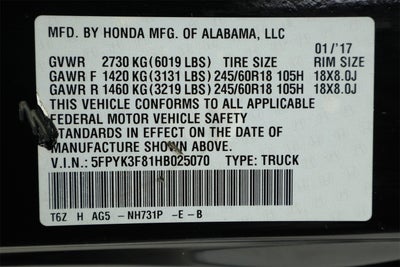 MFD. BY HONDA MFG. OF ALABAMA, LLC
01/'17
GVWR 2730 KG (6019 LBS) TIRE SIZE RIM SIZE
GAWR F 1420 KG (3131 LBS) 245/60R18 105H 18X8.0J
GAWR R 1460 KG (3219 LBS) 245/60R18 105H 18X8.0J
THIS VEHICLE CONFORMS TO ALL APPLICABLE
FEDERAL MOTOR VEHICLE SAFETY
STANDARDS IN EFFECT ON THE DATE OF
MANUFACTURE SHOWN ABOVE.
V.I.N.: 5FPYK3F81HB025070 TYPE: TRUCK
T6Z H AG5 -NH731P -E -B